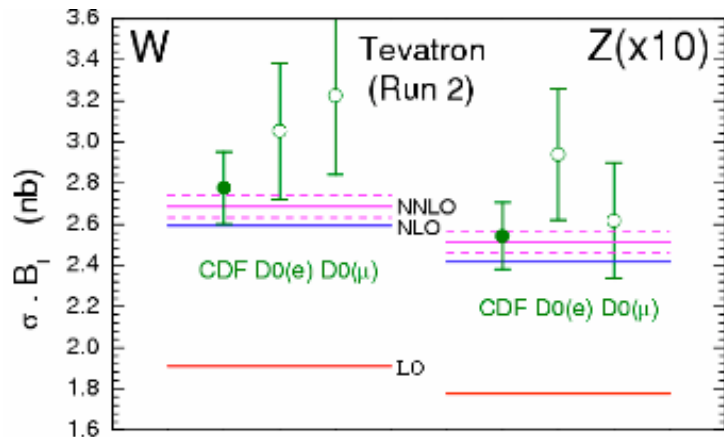 3.6
3.4
3.2
3.0
2.8
2.6
2.4
2.2
2.0
1.8
1.6
σ . B_l (nb)
W
Tevatron
(Run 2)
Z(x10)
NNLO
NLO
CDF D0(e) D0(μ)
CDF D0(e) D0(μ)
LO